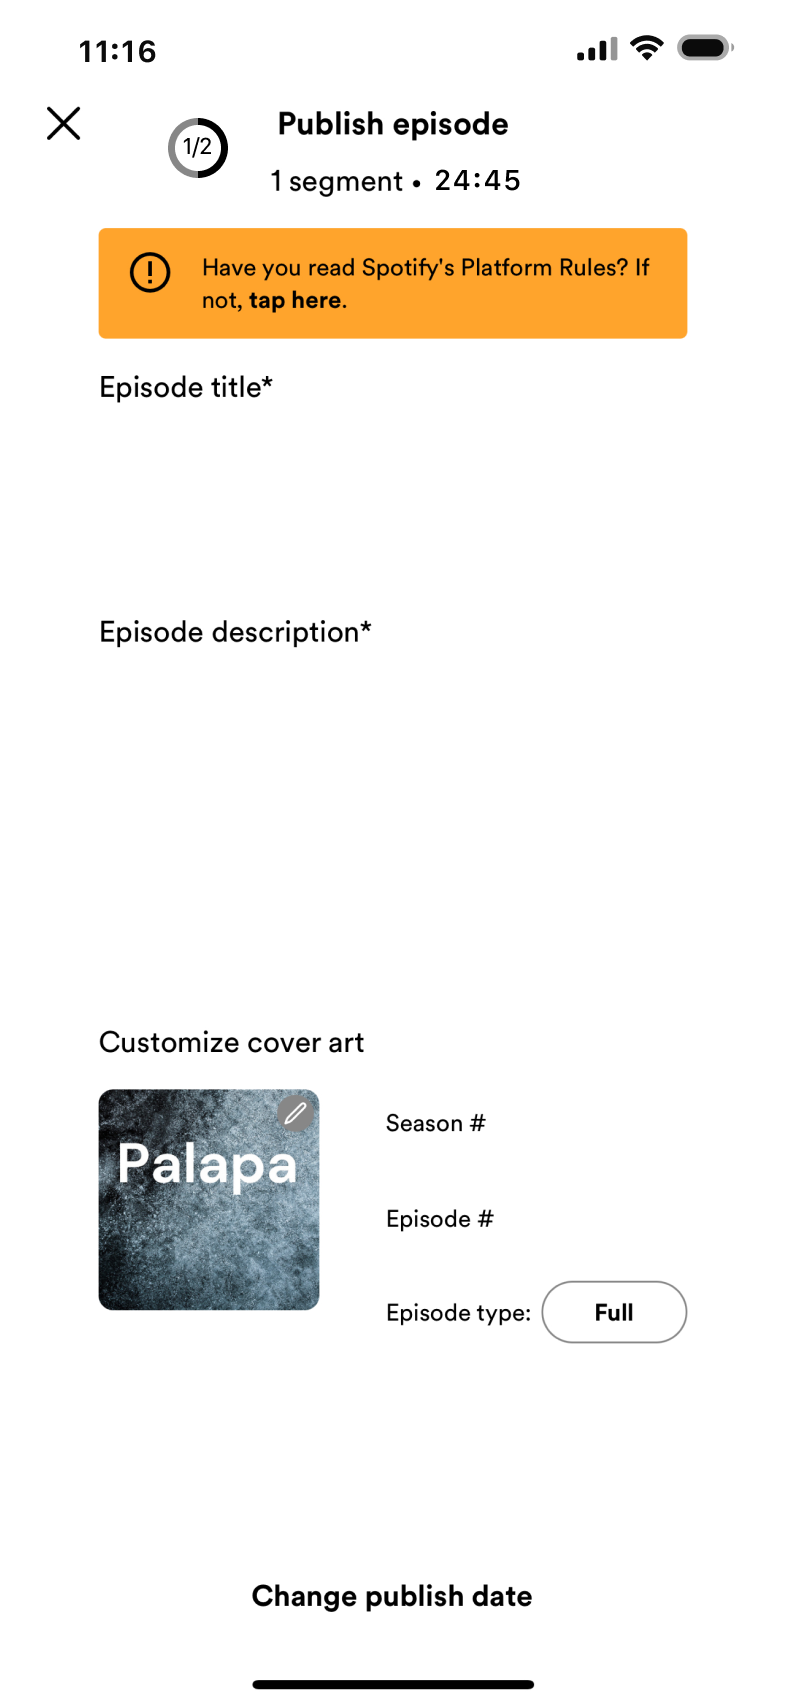 11:16
1/2
Publish episode
1 segment • 24:45
Have you read Spotify's Platform Rules? If
not, tap here.
Episode title*
Episode description*
Customize cover art
Palapa
Season #
Episode #
Episode type:
Full
Change publish date